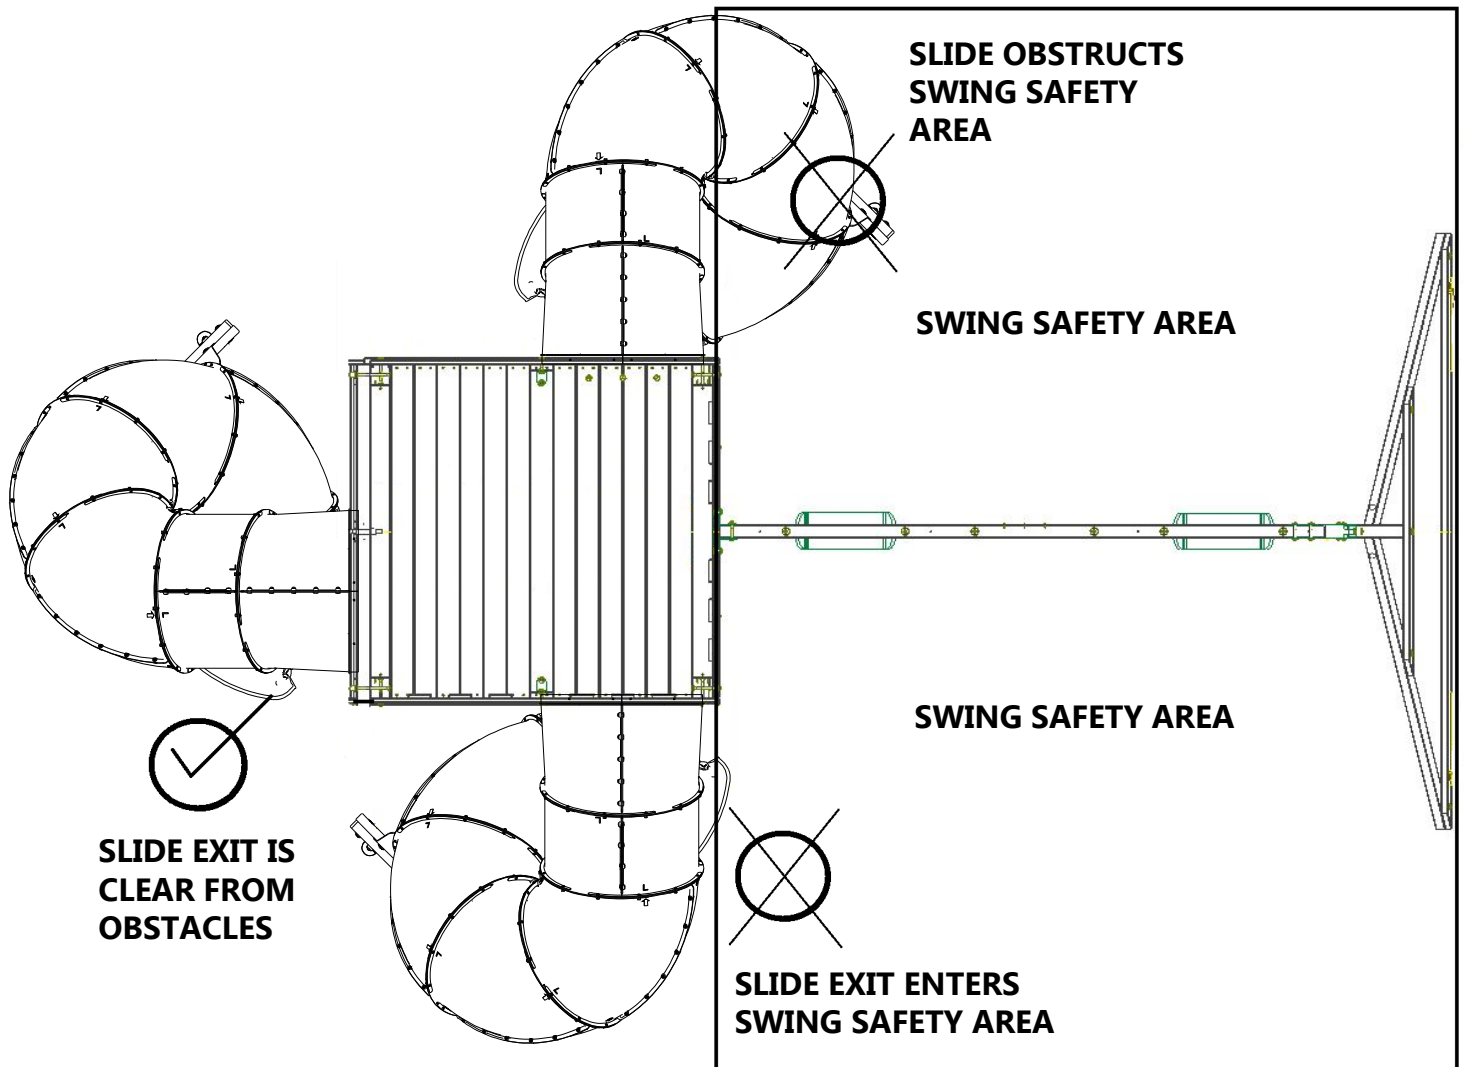 SLIDE OBSTRUCTS
SWING SAFETY
AREA
SWING SAFETY AREA
SWING SAFETY AREA
SLIDE EXIT IS
CLEAR FROM
OBSTACLES
SLIDE EXIT ENTERS
SWING SAFETY AREA